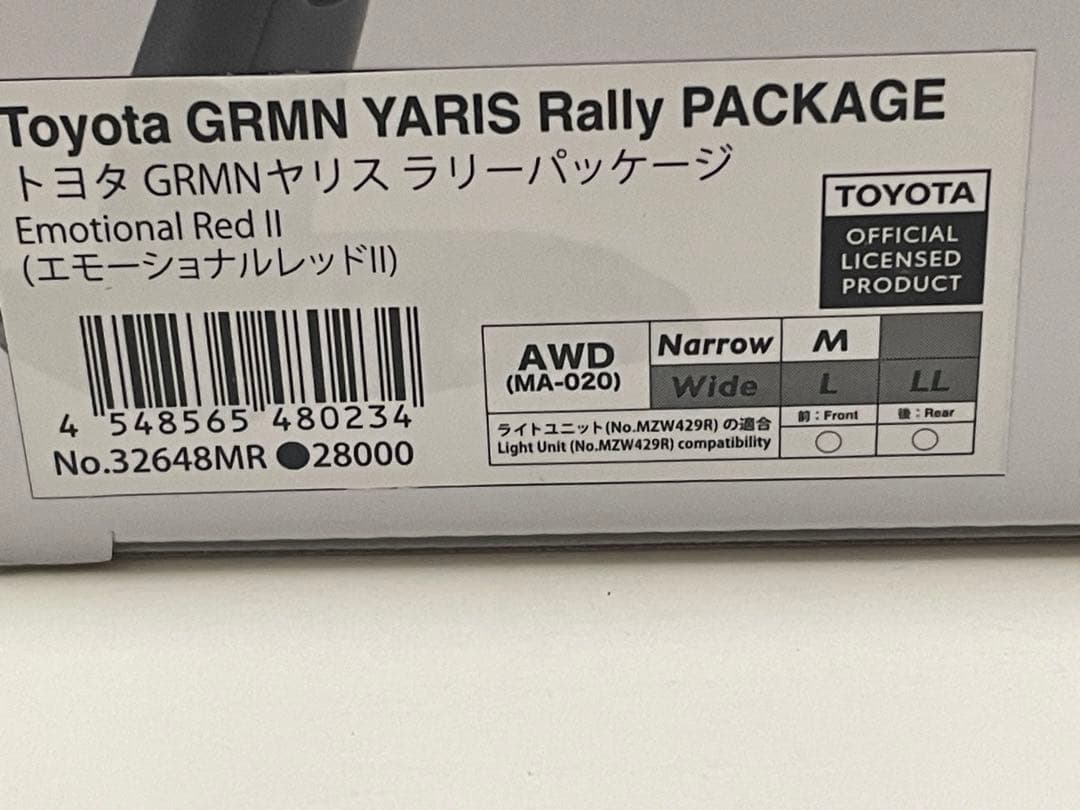 Toyota GRMN YARIS Rally PACKAGE
トヨタ GRMNヤリス ラリーパッケージ
Emotional Red II
(エモーショナルレッドII)
TOYOTA
OFFICIAL
LICENSED
PRODUCT
4 548565 480234
No.32648MR ●28000
AWD
(MA-020)
Narrow M
Wide L LL
ライトユニット(No.MZW429R) の適合
Light Unit (No.MZW429R) compatibility
前：Front 後：Rear
○ ○